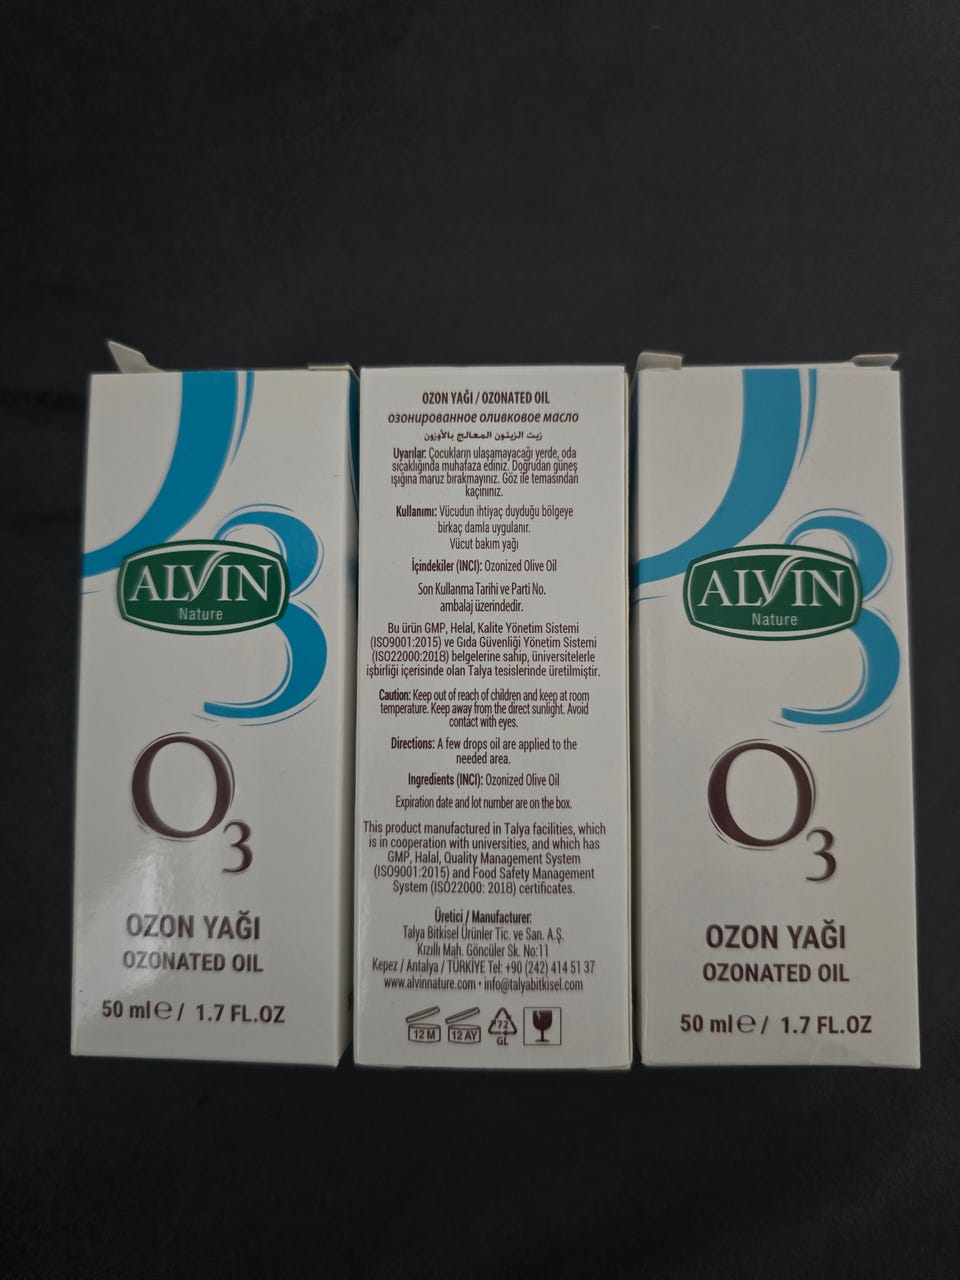 ALVIN
Nature
O3
OZON YAĞI
OZONATED OIL
50 ml℮ / 1.7 FL.OZ
OZON YAĞI / OZONATED OIL
озонированное оливковое масло
زيت الزيتون المعالج بالأوزون
Uyarılar: Çocukların ulaşamayacağı yerde, oda
sıcaklığında muhafaza ediniz. Doğrudan güneş
ışığına maruz bırakmayınız. Göz ile temasından
kaçınınız.
Kullanımı: Vücudun ihtiyaç duyduğu bölgeye
birkaç damla uygulanır.
Vücut bakım yağı
İçindekiler (INCI): Ozonized Olive Oil
Son Kullanma Tarihi ve Parti No.
ambalaj üzerindedir.
Bu ürün GMP, Helal, Kalite Yönetim Sistemi
(ISO9001:2015) ve Gıda Güvenliği Yönetim Sistemi
(ISO22000:2018) belgelerine sahip, üniversitelerle
işbirliği içerisinde olan Talya tesislerinde üretilmiştir.
Caution: Keep out of reach of children and keep at room
temperature. Keep away from the direct sunlight. Avoid
contact with eyes.
Directions: A few drops oil are applied to the
needed area.
Ingredients (INCI): Ozonized Olive Oil
Expiration date and lot number are on the box.
This product manufactured in Talya facilities, which
is in cooperation with universities, and which has
GMP, Halal, Quality Management System
(ISO9001:2015) and Food Safety Management
System (ISO22000: 2018) certificates.
Üretici / Manufacturer:
Talya Bitkisel Ürünler Tic. ve San. A.Ş.
Kızıllı Mah. Göncüler Sk. No:11
Kepez / Antalya / TÜRKİYE Tel: +90 (242) 414 51 37
www.alvinnature.com • info@talyabitkisel.com
12 M
12 AY
72
GL
ALVIN
Nature
O3
OZON YAĞI
OZONATED OIL
50 ml℮ / 1.7 FL.OZ